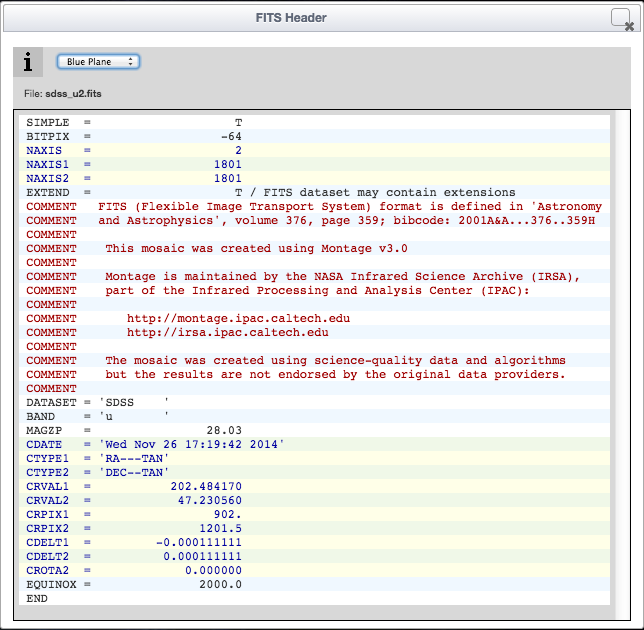 FITS Header
i
Blue Plane
File: sdss_u2.fits
SIMPLE  =                    T
BITPIX  =                  -64
NAXIS   =                    2
NAXIS1  =                 1801
NAXIS2  =                 1801
EXTEND  =                    T / FITS dataset may contain extensions
COMMENT   FITS (Flexible Image Transport System) format is defined in 'Astronomy
COMMENT   and Astrophysics', volume 376, page 359; bibcode: 2001A&A...376..359H
COMMENT
COMMENT    This mosaic was created using Montage v3.0
COMMENT
COMMENT    Montage is maintained by the NASA Infrared Science Archive (IRSA),
COMMENT    part of the Infrared Processing and Analysis Center (IPAC):
COMMENT
COMMENT       http://montage.ipac.caltech.edu
COMMENT       http://irsa.ipac.caltech.edu
COMMENT
COMMENT    The mosaic was created using science-quality data and algorithms
COMMENT    but the results are not endorsed by the original data providers.
COMMENT
DATASET = 'SDSS    '
BAND    = 'u       '
MAGZP   =                28.03
CDATE   = 'Wed Nov 26 17:19:42 2014'
CTYPE1  = 'RA---TAN'
CTYPE2  = 'DEC--TAN'
CRVAL1  =           202.484170
CRVAL2  =            47.230560
CRPIX1  =                 902.
CRPIX2  =               1201.5
CDELT1  =         -0.000111111
CDELT2  =          0.000111111
CROTA2  =             0.000000
EQUINOX =               2000.0
END